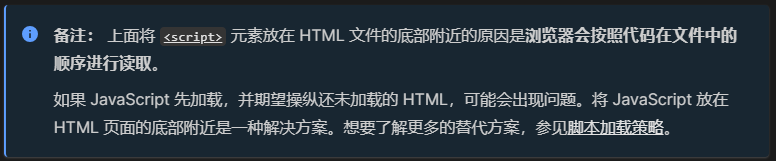 备注： 上面将 <script> 元素放在 HTML 文件的底部附近的原因是浏览器会按照代码在文件中的
顺序进行读取。
如果 JavaScript 先加载，并期望操纵还未加载的 HTML，可能会出现问题。将 JavaScript 放在
HTML 页面的底部附近是一种解决方案。想要了解更多的替代方案，参见脚本加载策略。